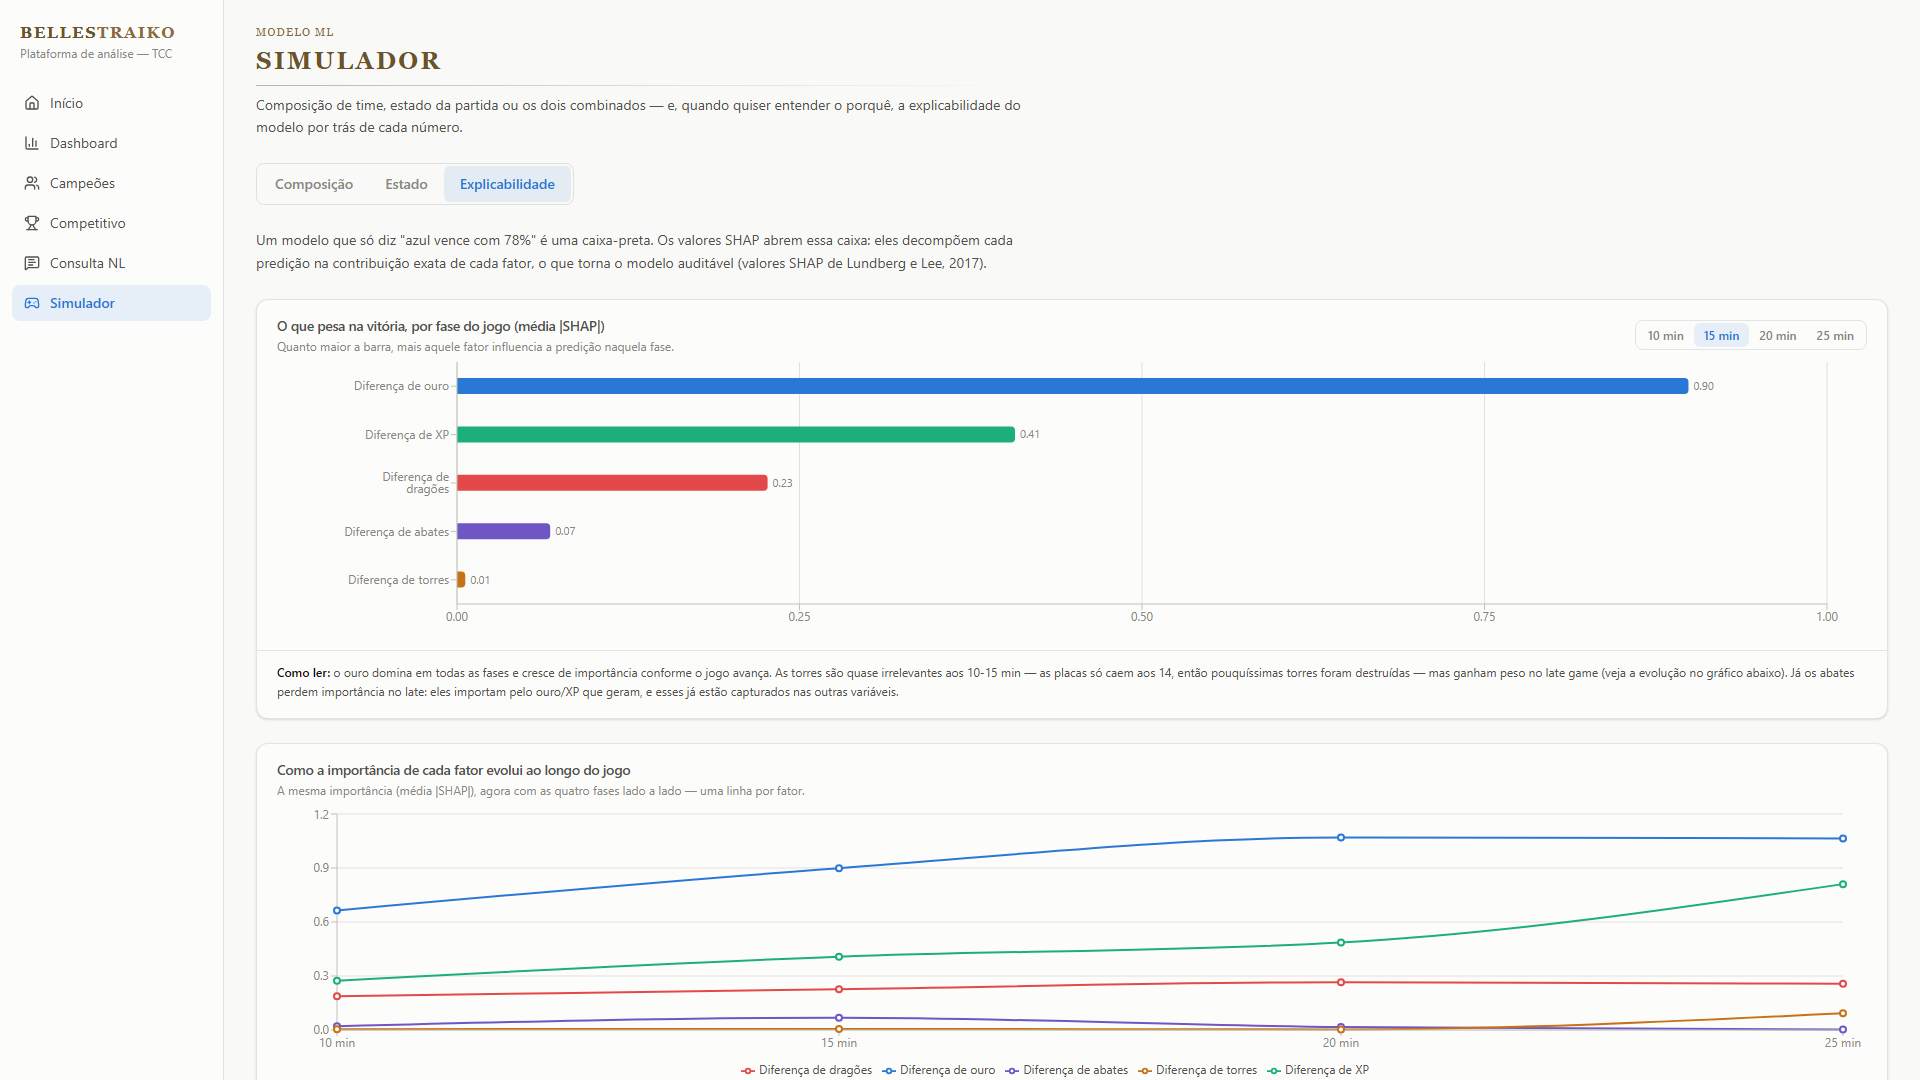 BELLESTRAIKO
Plataforma de análise — TCC
Início
Dashboard
Campeões
Competitivo
Consulta NL
Simulador
MODELO ML
SIMULADOR
Composição de time, estado da partida ou os dois combinados — e, quando quiser entender o porquê, a explicabilidade do
modelo por trás de cada número.
Composição
Estado
Explicabilidade
Um modelo que só diz "azul vence com 78%" é uma caixa-preta. Os valores SHAP abrem essa caixa: eles decompõem cada
predição na contribuição exata de cada fator, o que torna o modelo auditável (valores SHAP de Lundberg e Lee, 2017).
O que pesa na vitória, por fase do jogo (média |SHAP|)
Quanto maior a barra, mais aquele fator influencia a predição naquela fase.
10 min
15 min
20 min
25 min
Diferença de ouro
0.90
Diferença de XP
0.41
Diferença de
dragões
0.23
Diferença de abates
0.07
Diferença de torres
0.01
0.00
0.25
0.50
0.75
1.00
Como ler: o ouro domina em todas as fases e cresce de importância conforme o jogo avança. As torres são quase irrelevantes aos 10-15 min — as placas só caem aos 14, então pouquíssimas torres foram destruídas — mas ganham peso no late game (veja a evolução no gráfico abaixo). Já os abates
perdem importância no late: eles importam pelo ouro/XP que geram, e esses já estão capturados nas outras variáveis.
Como a importância de cada fator evolui ao longo do jogo
A mesma importância (média |SHAP|), agora com as quatro fases lado a lado — uma linha por fator.
1.2
0.9
0.6
0.3
0.0
10 min
15 min
20 min
25 min
Diferença de dragões
Diferença de ouro
Diferença de abates
Diferença de torres
Diferença de XP